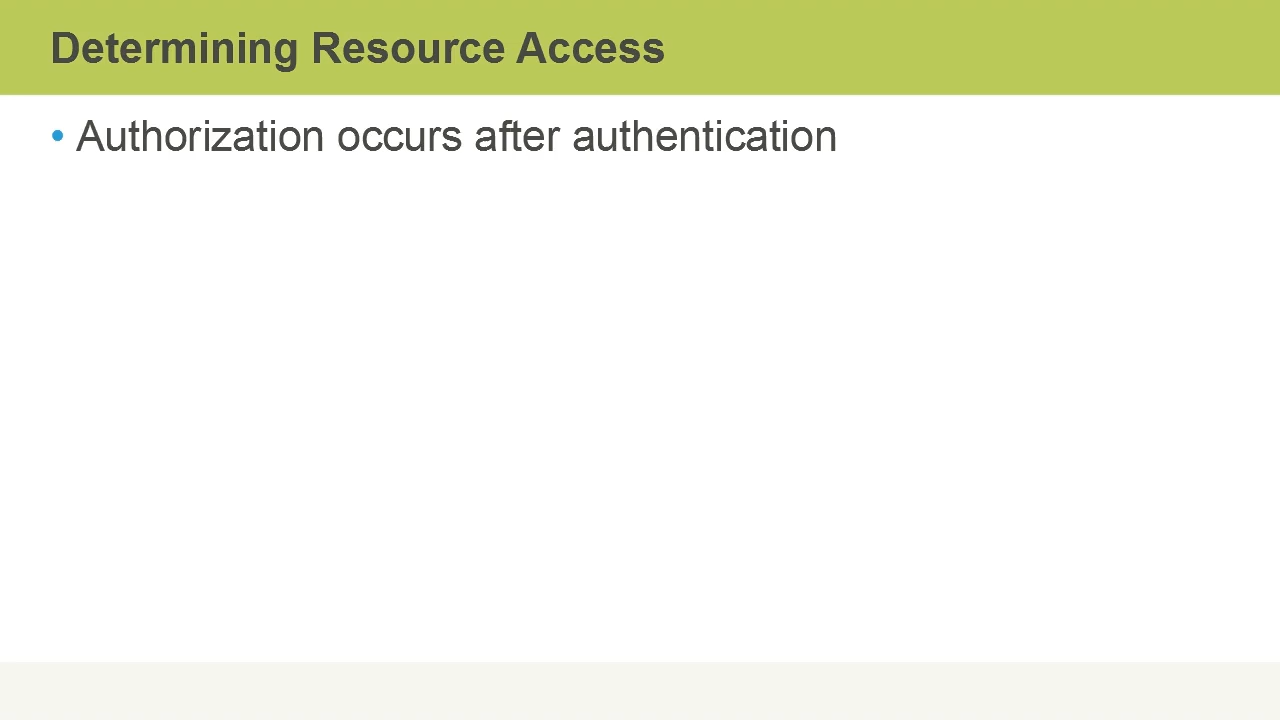 Determining Resource Access
• Authorization occurs after authentication